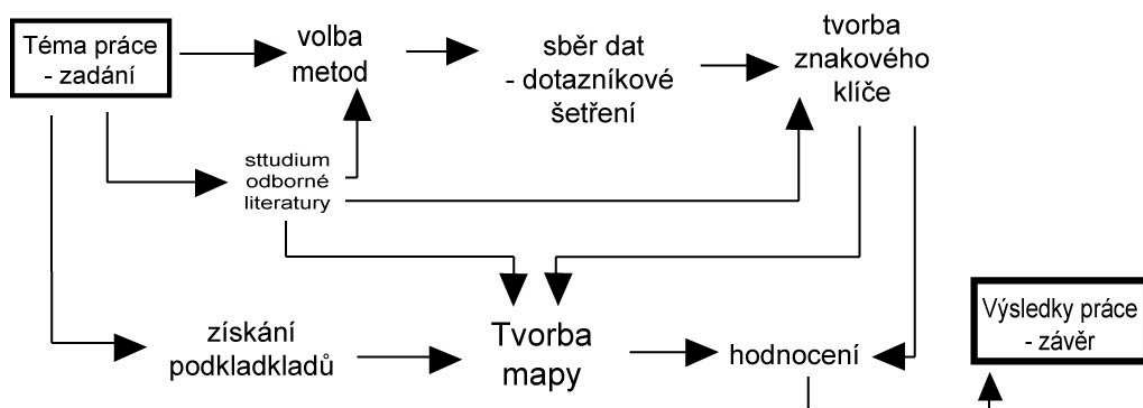 Téma práce
- zadání
volba
metod
sběr dat
- dotazníkové
šetření
tvorba
znakového
klíče
sttudium
odborné
literatury
získání
podkladkladů
Tvorba
mapy
hodnocení
Výsledky práce
- závěr